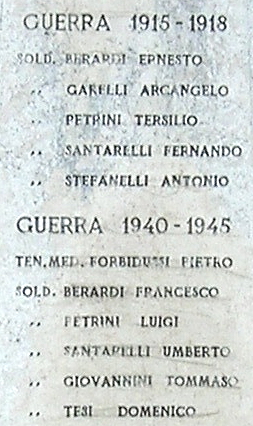 GUERRA 1915-1918
SOLD. BERARDI ERNESTO
,, GARELLI ARCANGELO
,, PETRINI TERSILIO
,, SANTARELLI FERNANDO
,, STEFANELLI ANTONIO
GUERRA 1940-1945
TEN. MED. PIETRO
SOLD. BERARDI FRANCESCO
,, PETRINI LUIGI
,, SANTARELLI UMBERTO
,, GIOVANNINI TOMMASO
,, TESI DOMENICO